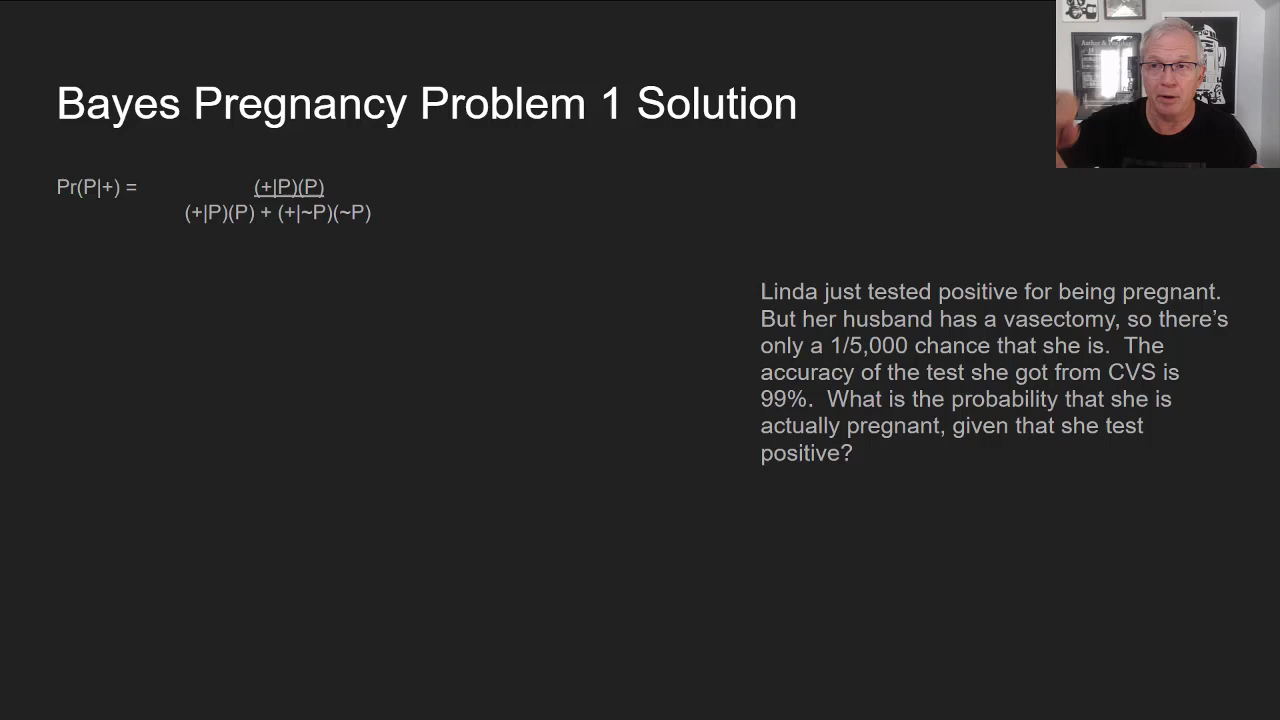 Bayes Pregnancy Problem 1 Solution
Pr(P|+) = (+|P)(P)
(+|P)(P) + (+|~P)(~P)
Linda just tested positive for being pregnant.
But her husband has a vasectomy, so there's
only a 1/5,000 chance that she is. The
accuracy of the test she got from CVS is
99%. What is the probability that she is
actually pregnant, given that she test
positive?